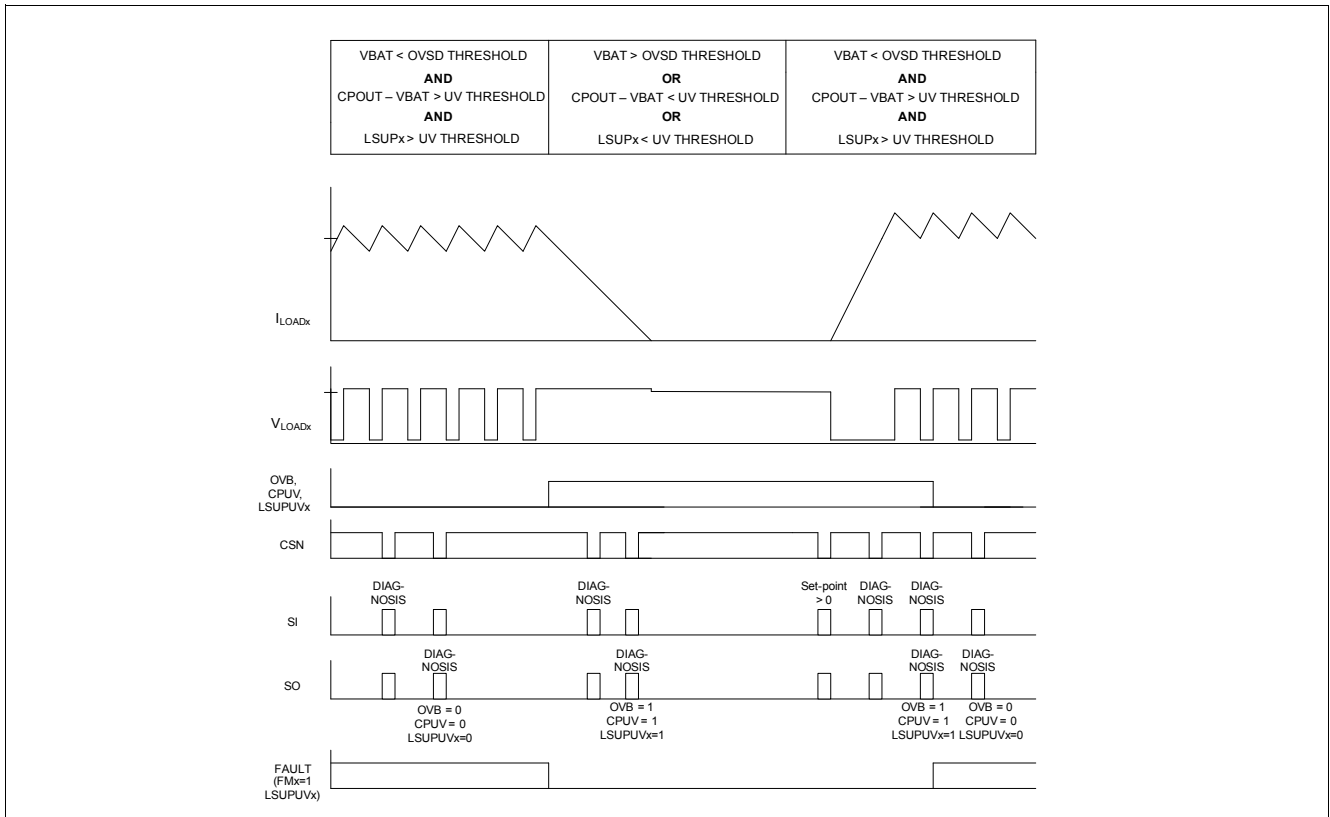 VBAT < OVSD THRESHOLD
AND
CPOUT – VBAT > UV THRESHOLD
AND
LSUPx > UV THRESHOLD
VBAT > OVSD THRESHOLD
OR
CPOUT – VBAT < UV THRESHOLD
OR
LSUPx < UV THRESHOLD
VBAT < OVSD THRESHOLD
AND
CPOUT – VBAT > UV THRESHOLD
AND
LSUPx > UV THRESHOLD
ILOADx
VLOADx
OVB,
CPUV,
LSUPUVx
CSN
DIAG-
NOSIS
DIAG-
NOSIS
Set-point
> 0
DIAG-
NOSIS
DIAG-
NOSIS
SI
DIAG-
NOSIS
DIAG-
NOSIS
DIAG-
NOSIS
DIAG-
NOSIS
SO
OVB = 0
CPUV = 0
LSUPUVx=0
OVB = 1
CPUV = 1
LSUPUVx=1
OVB = 1
CPUV = 1
LSUPUVx=1
OVB = 0
CPUV = 0
LSUPUVx=0
FAULT
(FMx=1
LSUPUVx)